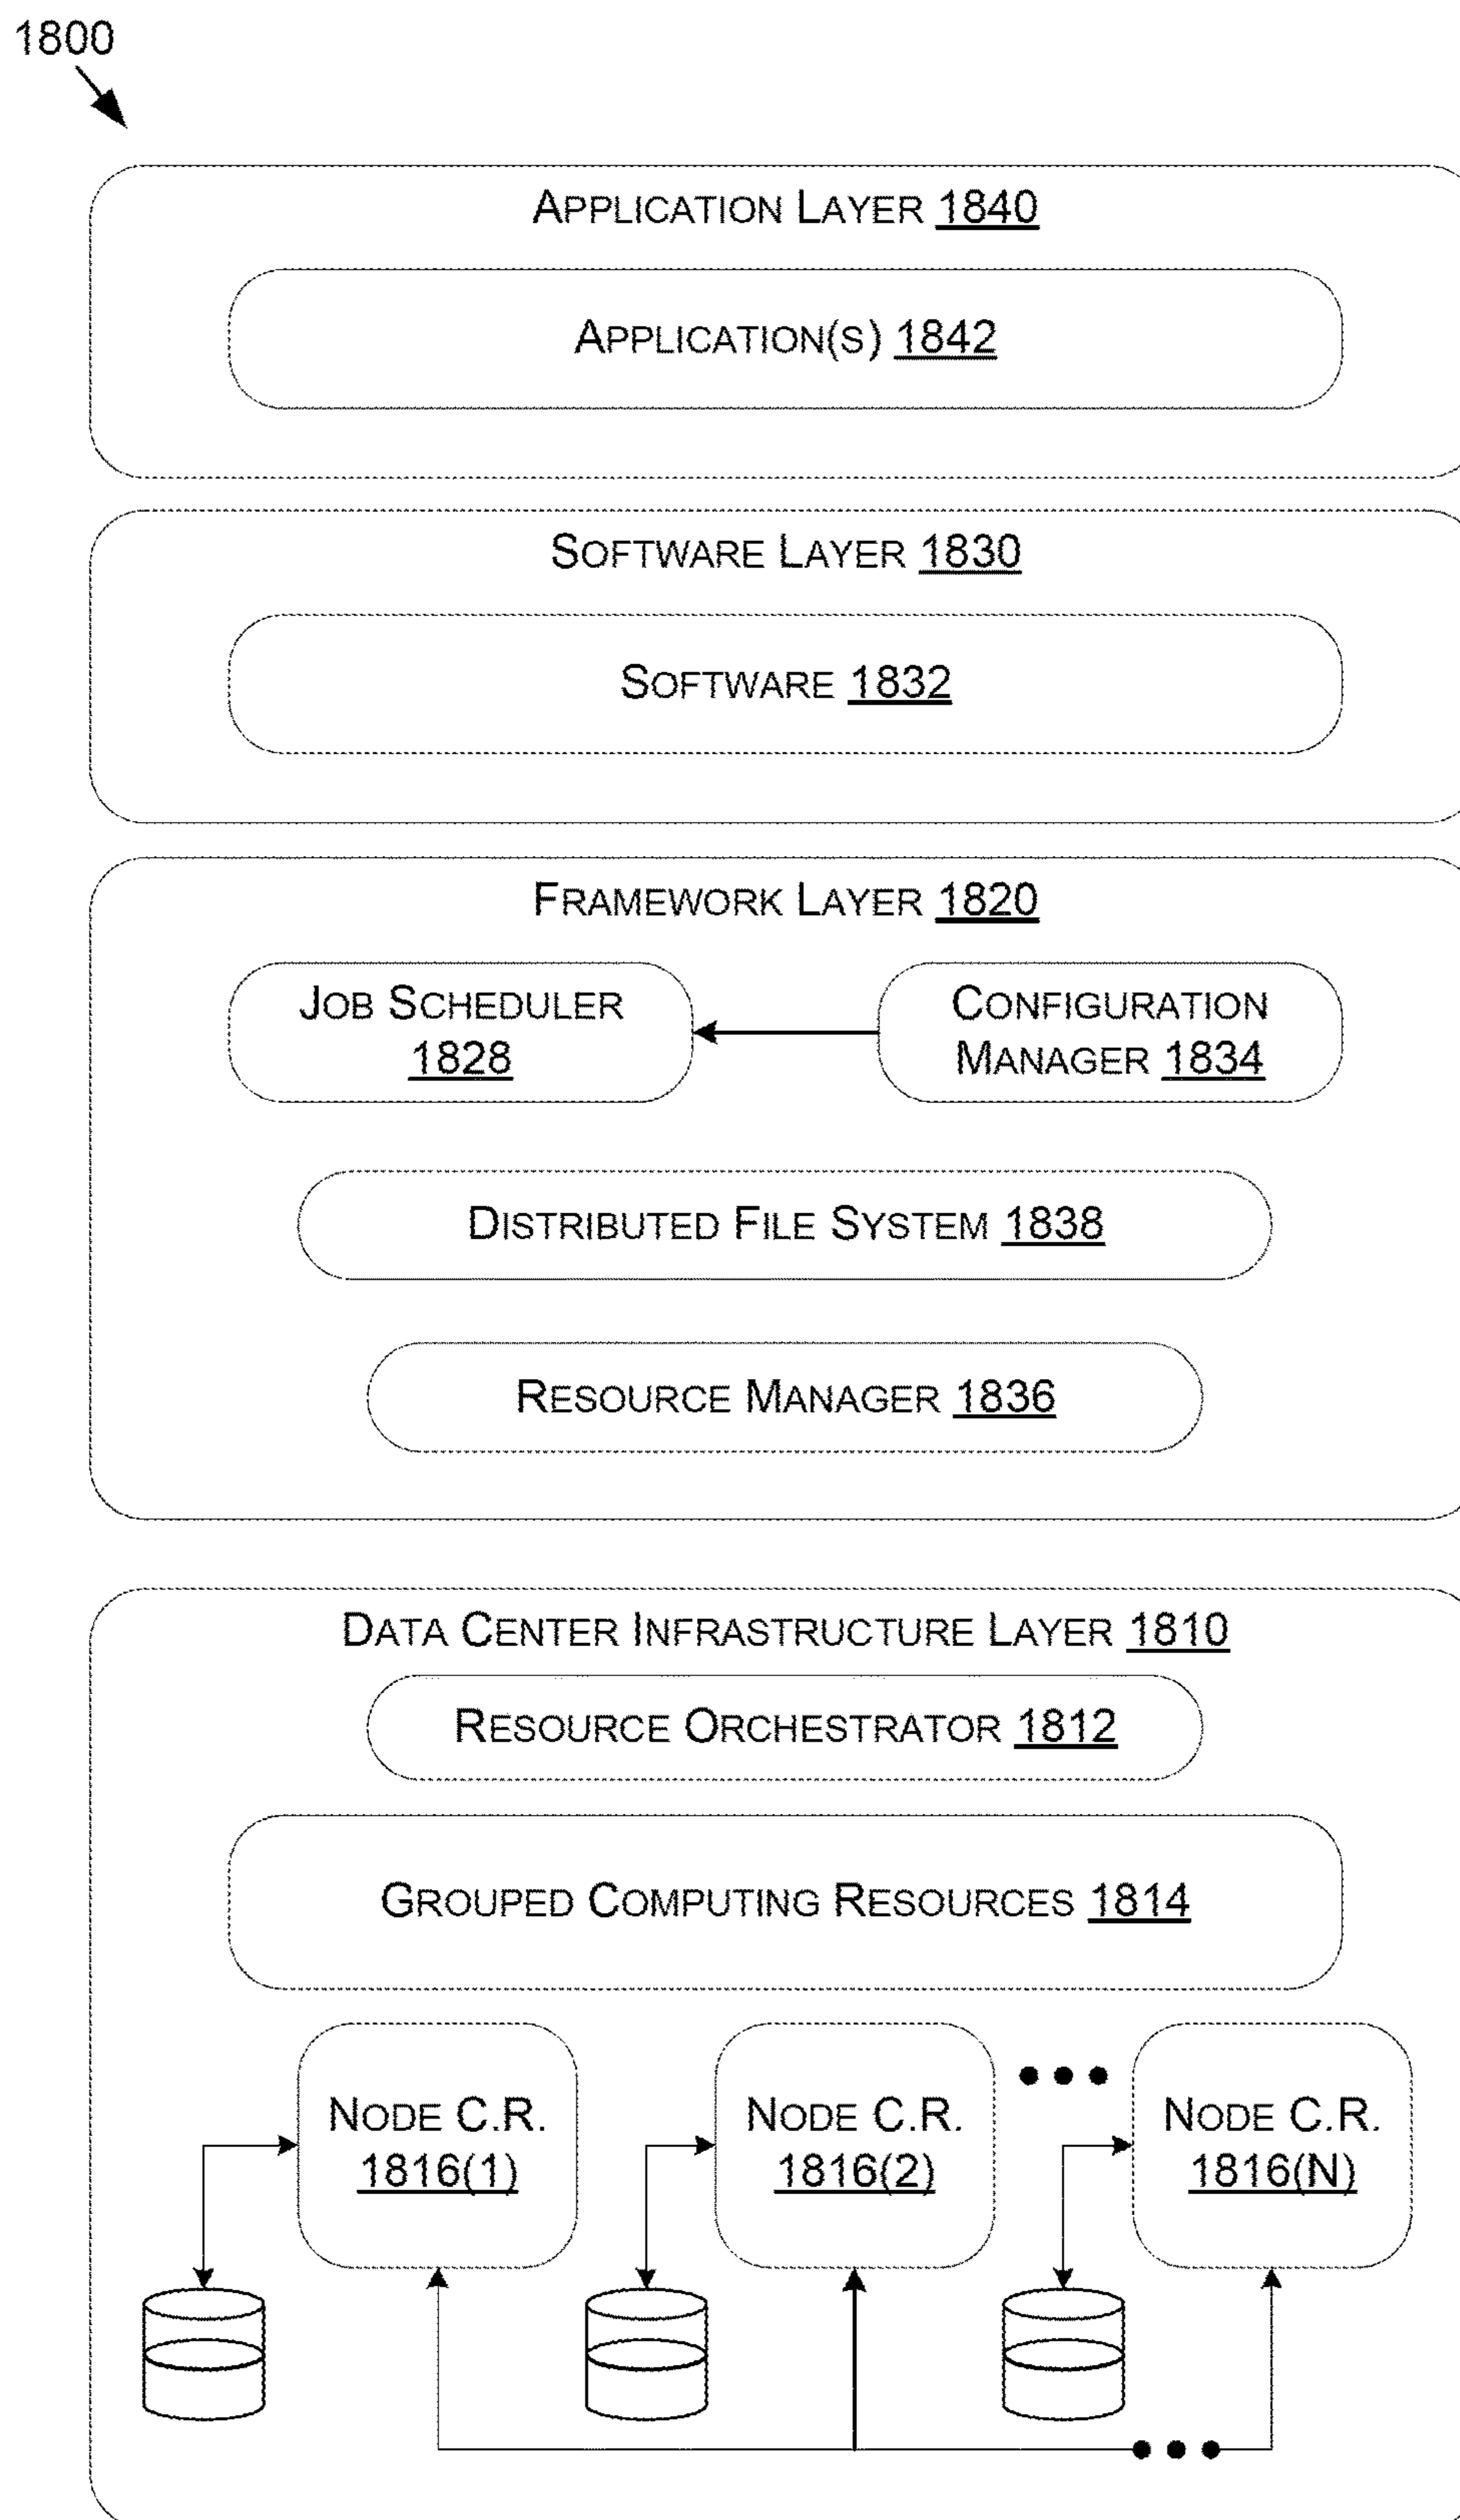 1800
APPLICATION LAYER 1840
APPLICATION(S) 1842
SOFTWARE LAYER 1830
SOFTWARE 1832
FRAMEWORK LAYER 1820
JOB SCHEDULER
1828
CONFIGURATION
MANAGER 1834
DISTRIBUTED FILE SYSTEM 1838
RESOURCE MANAGER 1836
DATA CENTER INFRASTRUCTURE LAYER 1810
RESOURCE ORCHESTRATOR 1812
GROUPED COMPUTING RESOURCES 1814
NODE C.R.
1816(1)
NODE C.R.
1816(2)
NODE C.R.
1816(N)